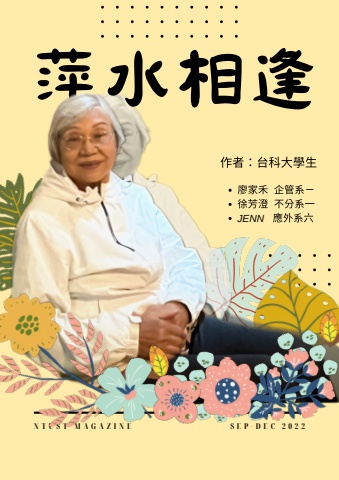 萍水相逢
作者：台科大學生
• 廖家禾 企管系一
• 徐芳澄 不分系一
• JENN 應外系六
NTUST MAGAZINE
SEP-DEC 2022